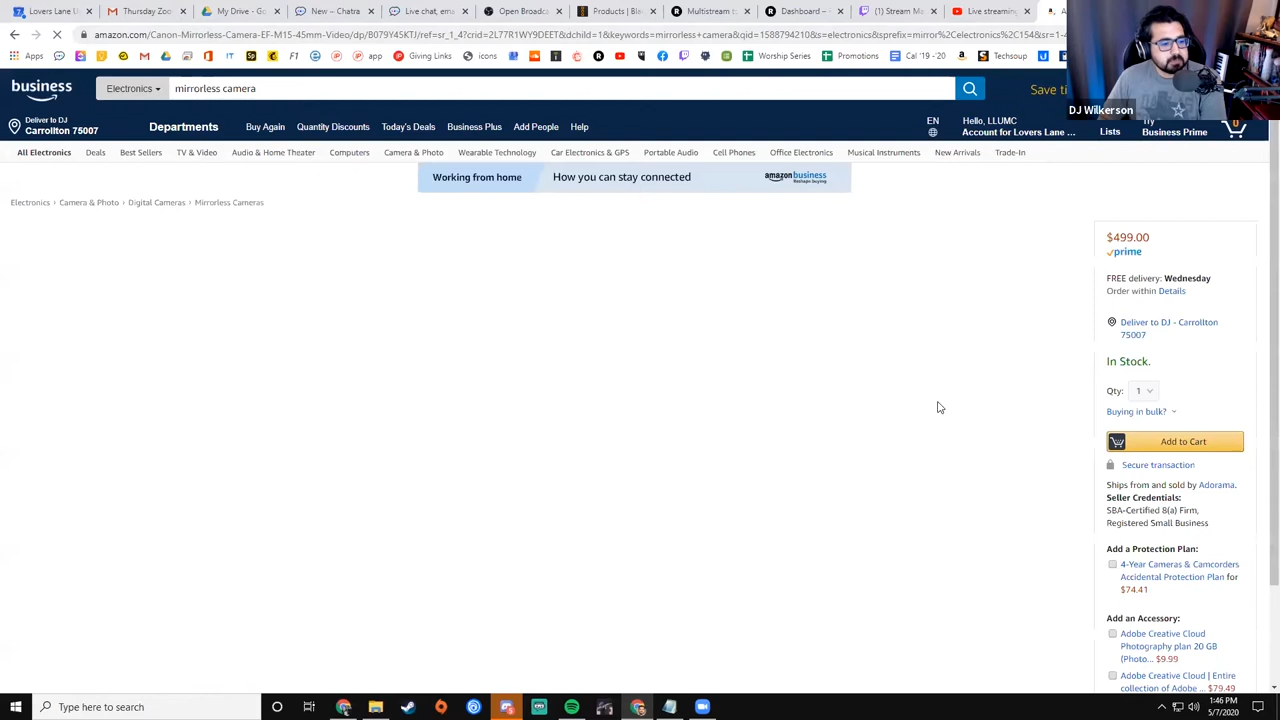 Lovers Lane U
Gmail
Thursday Zoo
My Drive - Go
New -- Chatra
Live chat, ema
Open Broadca
Products | Bla
Multistream to
Dashboard -
(1) Stream Ma
Live streaming
amazon.com/Canon-Mirrorless-Camera-EF-M15-45mm-Video/dp/B079Y45KTJ/ref=sr_1_4?crid=2L77R1WY9DEET&dchild=1&keywords=mirrorless+camera&qid=1588794210&s=electronics&sprefix=mirror%2Celectronics%2C154&sr=1-4
Apps
Giving Links
icons
Worship Series
Promotions
Cal '19 - 20
Techsoup
DJ Wilkerson
business
Electronics
mirrorless camera
Save ti
Deliver to DJ
Carrollton 75007
Departments
Buy Again
Quantity Discounts
Today's Deals
Business Plus
Add People
Help
EN
Hello, LLUMC
Account for Lovers Lane ...
Lists
Try
Business Prime
0
All Electronics
Deals
Best Sellers
TV & Video
Audio & Home Theater
Computers
Camera & Photo
Wearable Technology
Car Electronics & GPS
Portable Audio
Cell Phones
Office Electronics
Musical Instruments
New Arrivals
Trade-In
Working from home How you can stay connected amazon business
Electronics › Camera & Photo › Digital Cameras › Mirrorless Cameras
$499.00
prime
FREE delivery: Wednesday
Order within Details
Deliver to DJ - Carrollton
75007
In Stock.
Qty: 1
Buying in bulk?
Add to Cart
Secure transaction
Ships from and sold by Adorama.
Seller Credentials:
SBA-Certified 8(a) Firm,
Registered Small Business
Add a Protection Plan:
4-Year Cameras & Camcorders
Accidental Protection Plan for
$74.41
Add an Accessory:
Adobe Creative Cloud
Photography plan 20 GB
(Photo... $9.99
Adobe Creative Cloud | Entire
collection of Adobe ... $79.49
Type here to search
1:46 PM
5/7/2020